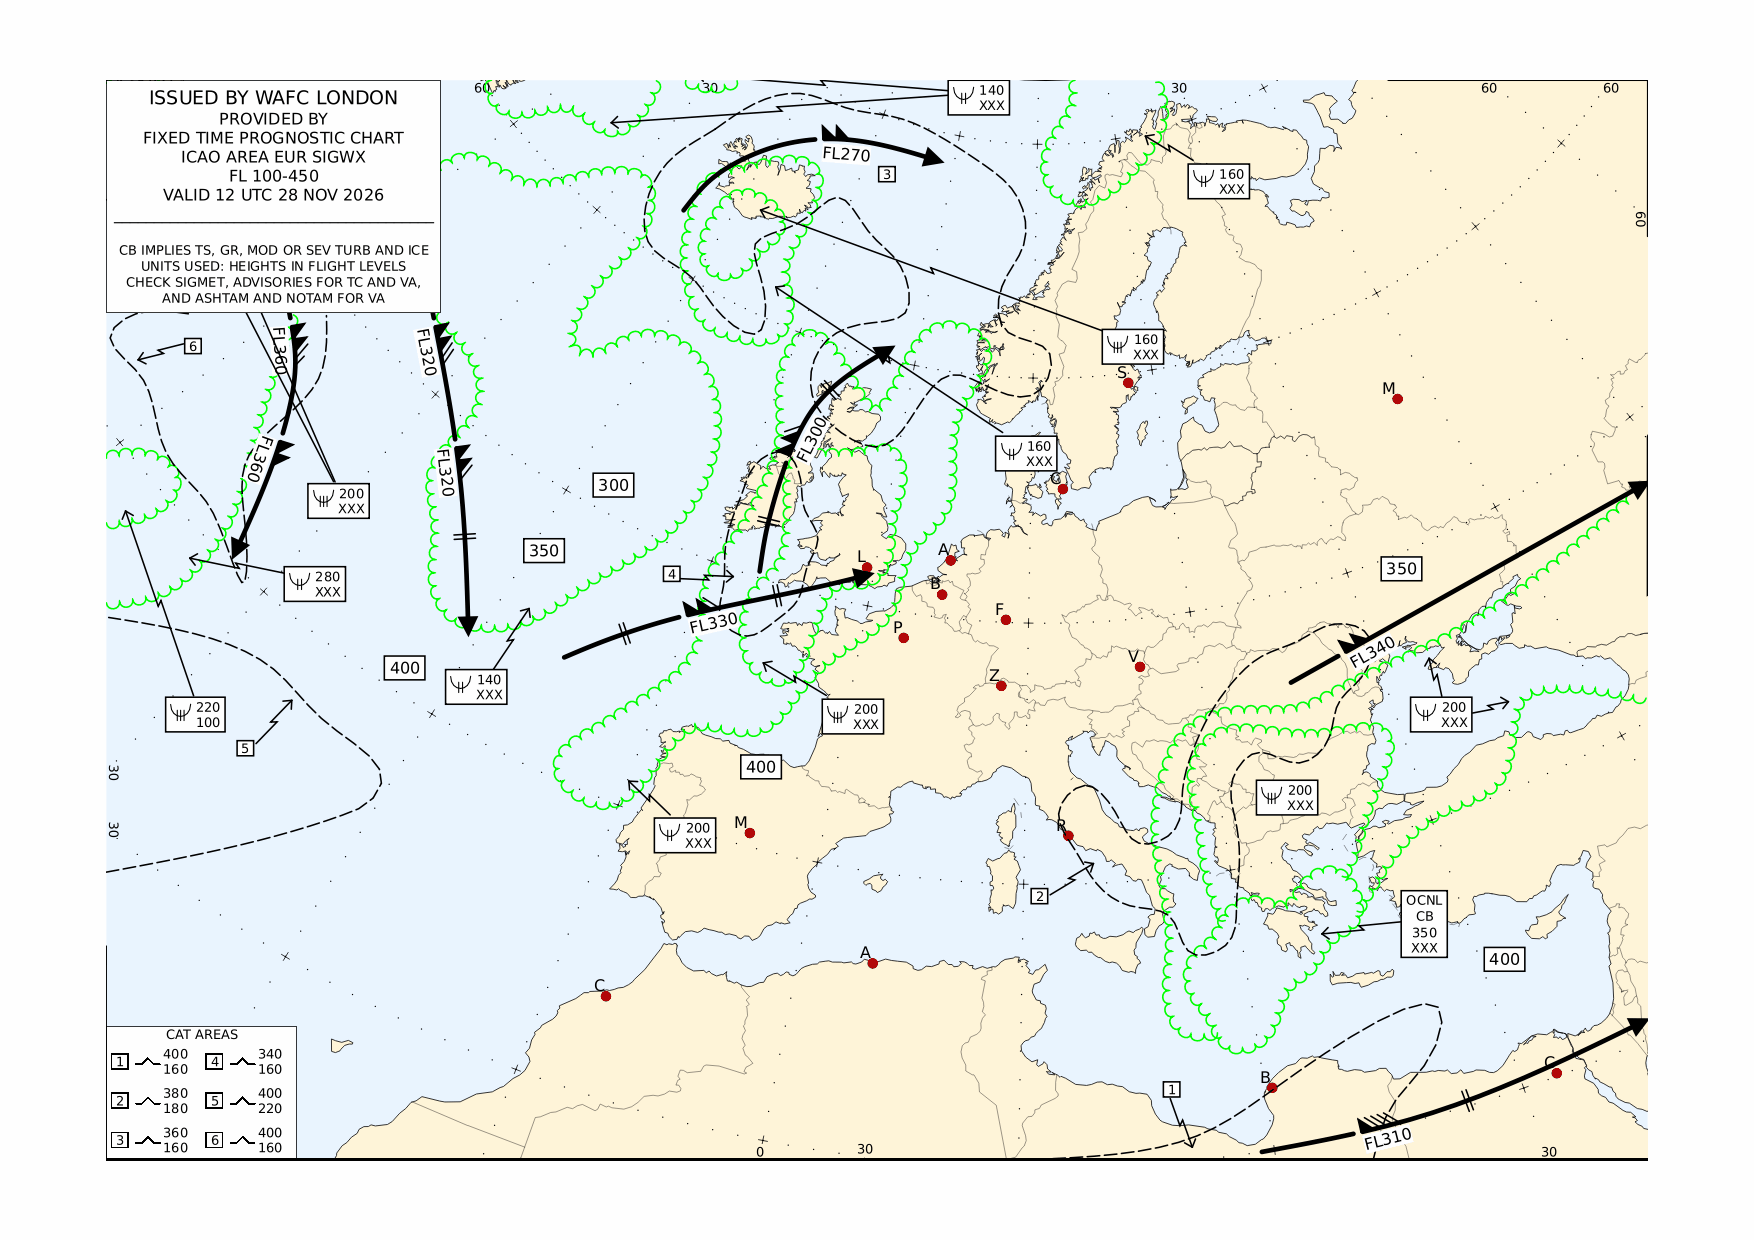 ISSUED BY WAFC LONDON
PROVIDED BY
FIXED TIME PROGNOSTIC CHART
ICAO AREA EUR SIGWX
FL 100-450
VALID 12 UTC 28 NOV 2026
CB IMPLIES TS, GR, MOD OR SEV TURB AND ICE
UNITS USED: HEIGHTS IN FLIGHT LEVELS
CHECK SIGMET, ADVISORIES FOR TC AND VA,
AND ASHTAM AND NOTAM FOR VA
60
30
30
60
60
140
XXX
FL270
3
160
XXX
60
FL360
FL320
6
160
XXX
S
M
FL360
FL320
FL300
160
XXX
C
200
XXX
300
350
L
A
B
4
280
XXX
350
FL330
F
P
FL340
V
Z
400
140
XXX
220
100
5
200
XXX
200
XXX
400
30
200
XXX
30
M
200
XXX
R
2
OCNL
CB
350
XXX
400
A
C
C
B
1
FL310
0
30
30
CAT AREAS
1 400
160
4 340
160
2 380
180
5 400
220
3 360
160
6 400
160